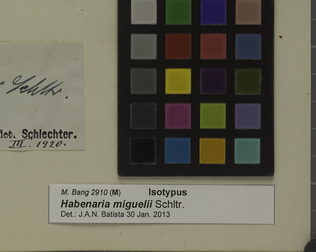 Schltr.
det. Schlechter.
III. 1920.
M. Bang 2910 (M) Isotypus
Habenaria miguelii Schltr.
Det.: J.A.N. Batista 30 Jan. 2013